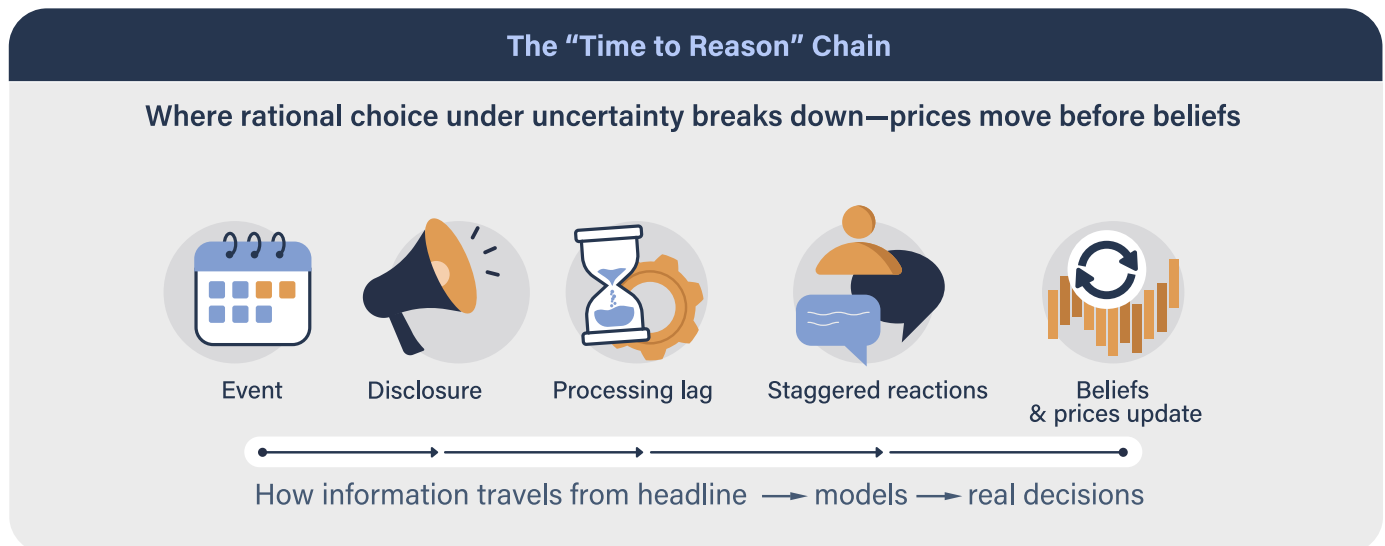 The “Time to Reason” Chain
Where rational choice under uncertainty breaks down—prices move before beliefs
Event
Disclosure
Processing lag
Staggered reactions
Beliefs
& prices update
How information travels from headline → models → real decisions